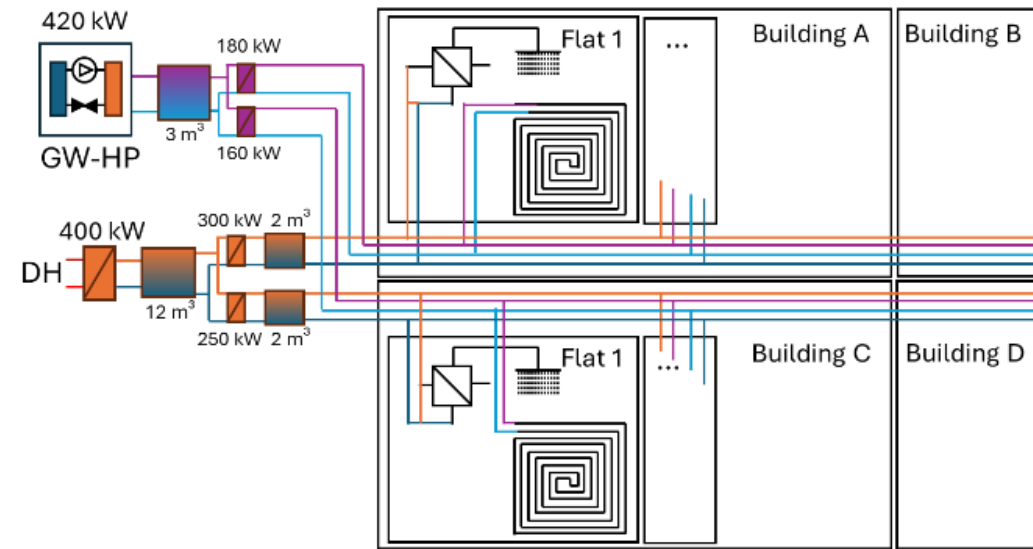 420 kW
GW-HP
3 m³
180 kW
160 kW
400 kW
DH
12 m³
300 kW
2 m³
250 kW
2 m³
Flat 1
...
Building A
Building B
Flat 1
...
Building C
Building D